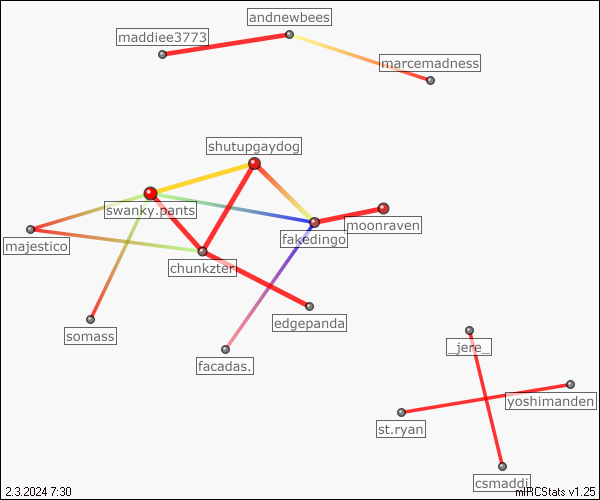 andnewbees
maddiee3773
marcemadness
shutupgaydog
swanky.pants
moonraven
fakedingo
majestico
chunkzter
edgepanda
somass
_jere_
facadas.
yoshimanden
st.ryan
csmaddi
2.3.2024 7:30
mIRCStats v1.25